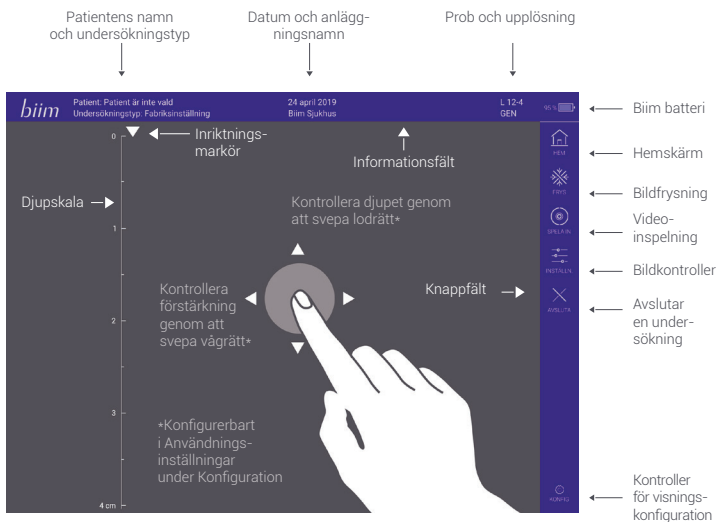 Patientens namn
och undersökningstyp
Datum och anlägg-
ningsnamn
Prob och upplösning
biim
Patient: Patient är inte vald
Undersökningstyp: Fabriksinställning
24 april 2019
Biim Sjukhus
L 12-4
GEN
95 %
Biim batteri
0
Inriktnings-
markör
Informationsfält
HEM
Hemskärm
Djupskala
Kontrollera djupet genom
att svepa lodrätt*
FRYS
Bildfrysning
1
SPELA IN
Video-
inspelning
INSTÄLLN.
Bildkontroller
Kontrollera
förstärkning
genom att
svepa vågrätt*
Knappfält
AVSLUTA
Avslutar
en under-
sökning
2
3
*Konfigurerbart
i Användnings-
inställningar
under Konfiguration
4 cm
KONFIG
Kontroller
för visnings-
konfiguration